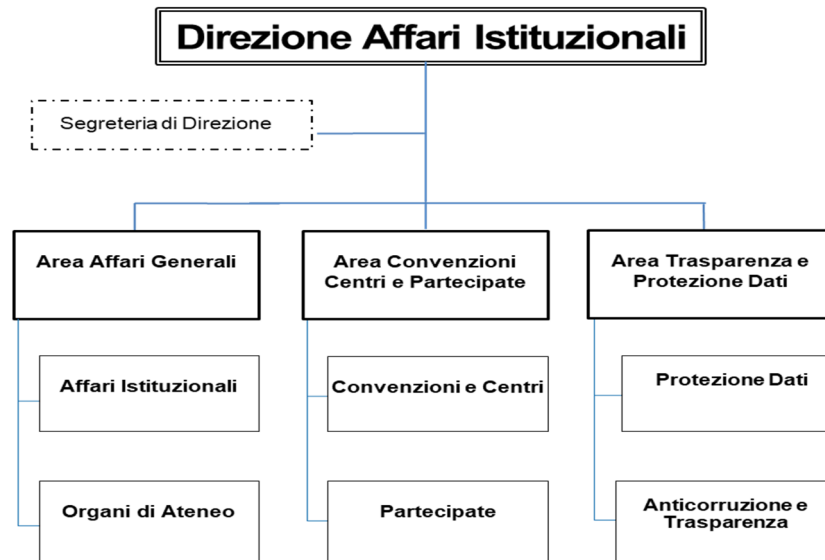 Direzione Affari Istituzionali
Segreteria di Direzione
Area Affari Generali
Area Convenzioni
Centri e Partecipate
Area Trasparenza e
Protezione Dati
Affari Istituzionali
Convenzioni e Centri
Protezione Dati
Organi di Ateneo
Partecipate
Anticorruzione e
Trasparenza